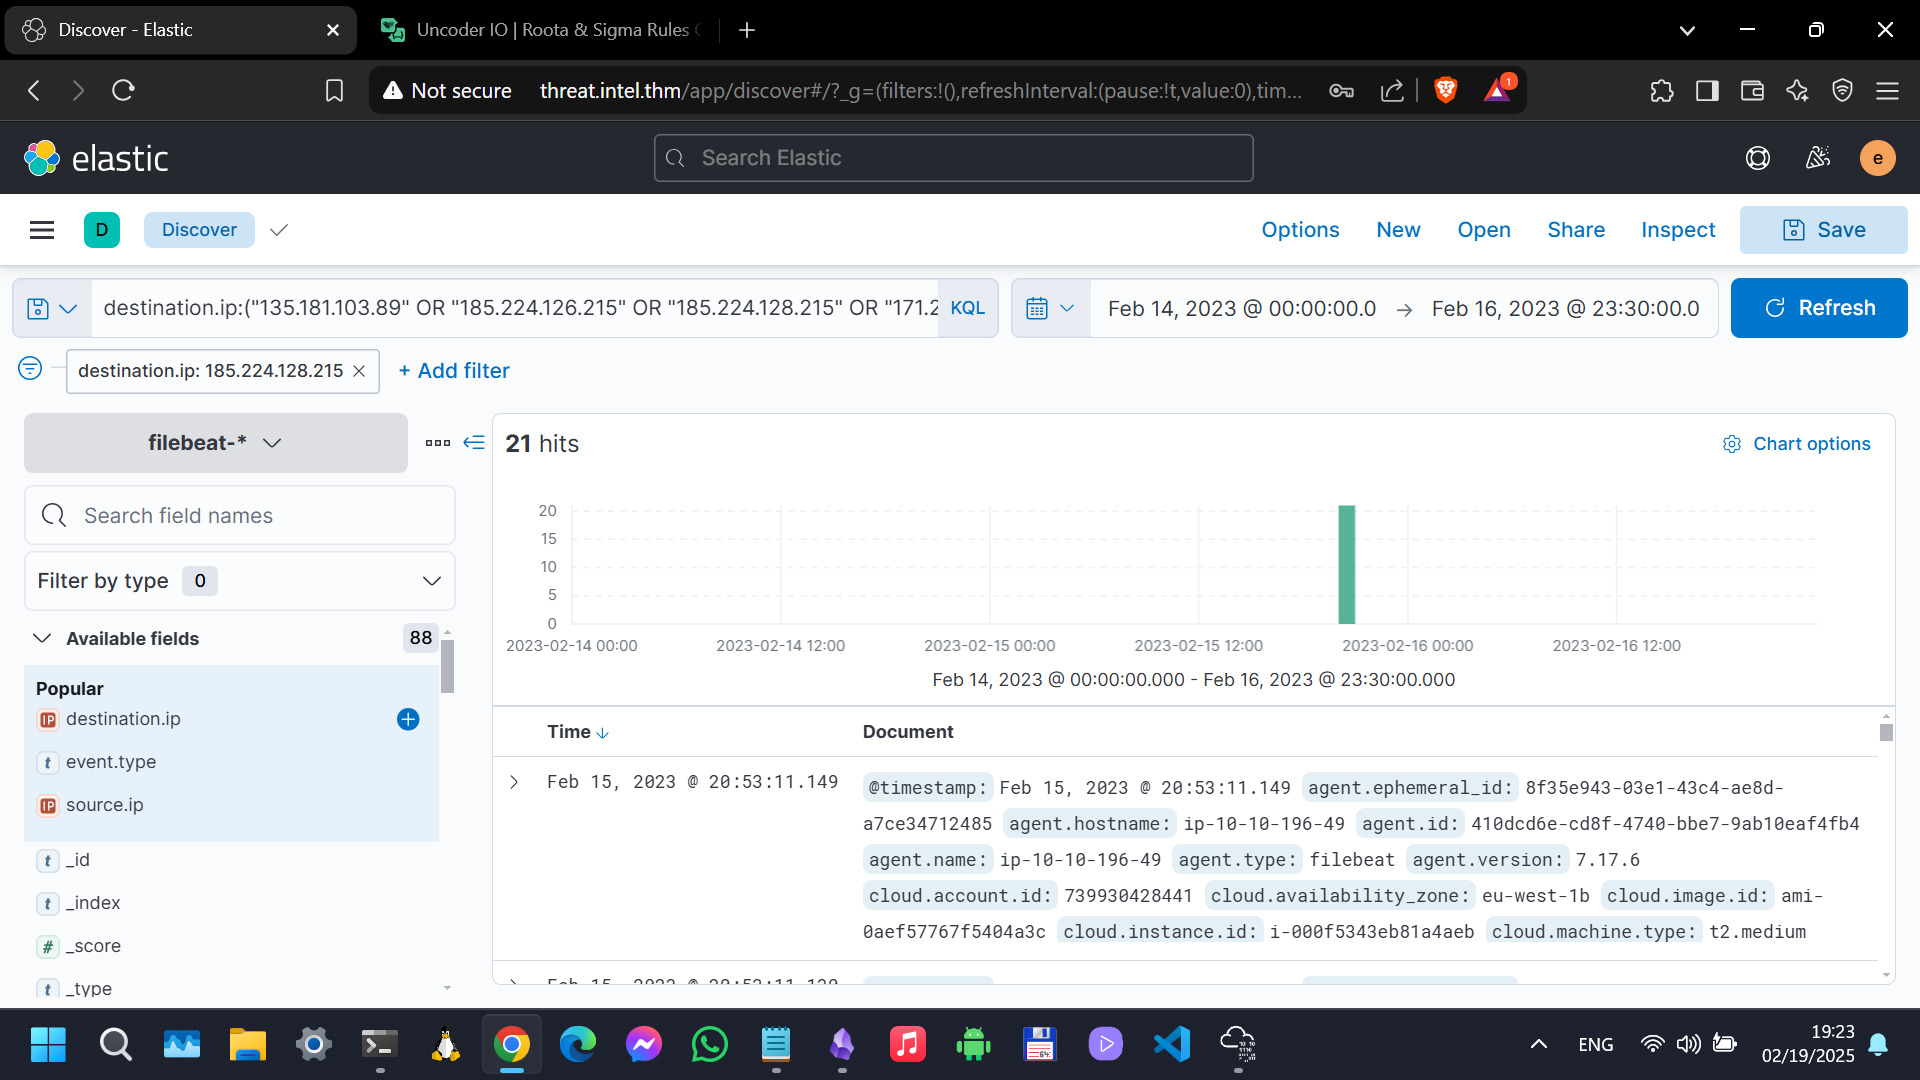 Discover - Elastic
Uncoder IO | Roota & Sigma Rules
Not secure
threat.intel.thm/app/discover#/?_g=(filters:!(),refreshInterval:(pause:!t,value:0),tim...
1
elastic
Search Elastic
e
D
Discover
Options
New
Open
Share
Inspect
Save
destination.ip:("135.181.103.89" OR "185.224.126.215" OR "185.224.128.215" OR "171.2
KQL
Feb 14, 2023 @ 00:00:00.0
→
Feb 16, 2023 @ 23:30:00.0
Refresh
destination.ip: 185.224.128.215
+ Add filter
filebeat-*
21 hits
Chart options
Search field names
Filter by type 0
Available fields 88
Popular
IP destination.ip
t event.type
IP source.ip
t _id
t _index
# _score
t _type
20
15
10
5
0
2023-02-14 00:00
2023-02-14 12:00
2023-02-15 00:00
2023-02-15 12:00
2023-02-16 00:00
2023-02-16 12:00
Feb 14, 2023 @ 00:00:00.000 - Feb 16, 2023 @ 23:30:00.000
Time
Document
Feb 15, 2023 @ 20:53:11.149
@timestamp: Feb 15, 2023 @ 20:53:11.149 agent.ephemeral_id: 8f35e943-03e1-43c4-ae8d-
a7ce34712485 agent.hostname: ip-10-10-196-49 agent.id: 410dcd6e-cd8f-4740-bbe7-9ab10eaf4fb4
agent.name: ip-10-10-196-49 agent.type: filebeat agent.version: 7.17.6
cloud.account.id: 739930428441 cloud.availability_zone: eu-west-1b cloud.image.id: ami-
0aef57767f5404a3c cloud.instance.id: i-000f5343eb81a4aeb cloud.machine.type: t2.medium
64
ENG
19:23
02/19/2025